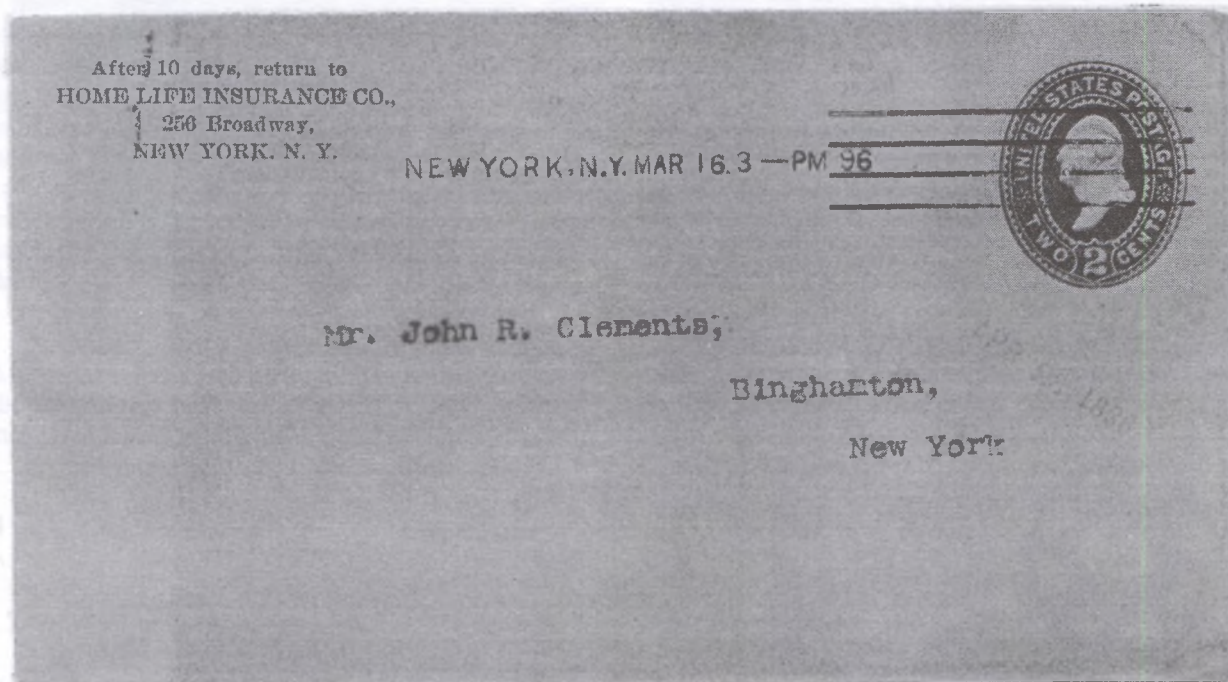 After 10 days, return to
HOME LIFE INSURANCE CO.,
256 Broadway,
NEW YORK. N. Y.
NEW YORK, N.Y. MAR 16. 3 — PM 96
UNITED STATES POSTAGE
TWO 2 CENTS
Mr. John R. Clements,
Binghamton,
New York